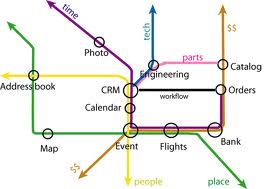 time
$$
tech
Photo
parts
Engineering
Catalog
Address book
CRM
Orders
workflow
Calendar
Map
Event
Flights
Bank
$$
people
place